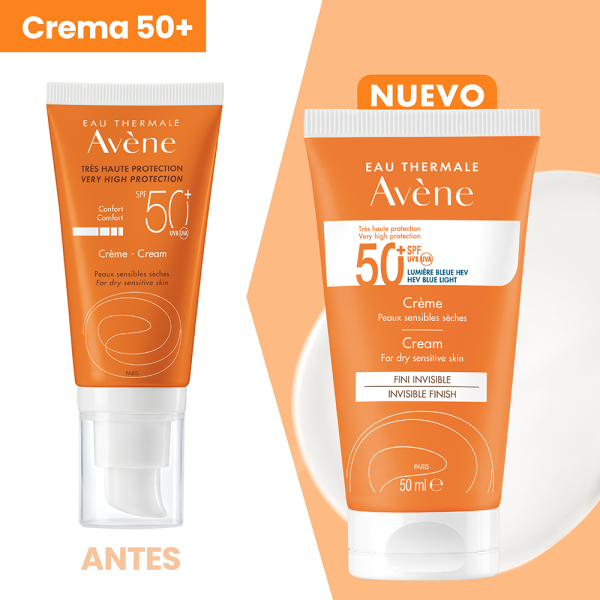 Crema 50+
EAU THERMALE
Avène
TRÈS HAUTE PROTECTION
VERY HIGH PROTECTION
SPF 50+
UVB UVA
Confort
Comfort
Crème - Cream
Peaux sensibles sèches
For dry sensitive skin
PARIS
ANTES
NUEVO
EAU THERMALE
Avène
Très haute protection
Very high protection
50+ SPF
UVB UVA
LUMIÈRE BLEUE HEV
HEV BLUE LIGHT
Crème
Peaux sensibles sèches
Cream
For dry sensitive skin
FINI INVISIBLE
INVISIBLE FINISH
PARIS
50 ml e